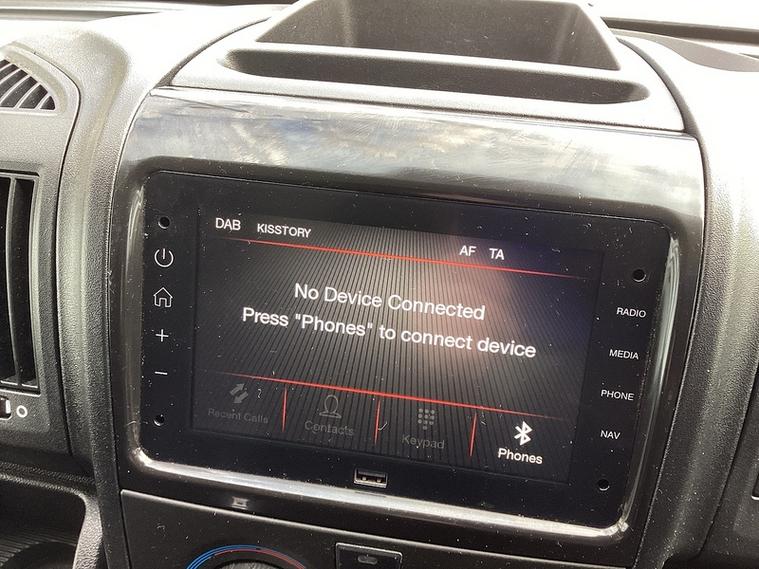 DAB KISSTORY AF TA
No Device Connected
Press "Phones" to connect device
Recent Calls
Contacts
Keypad
Phones
RADIO
MEDIA
PHONE
NAV